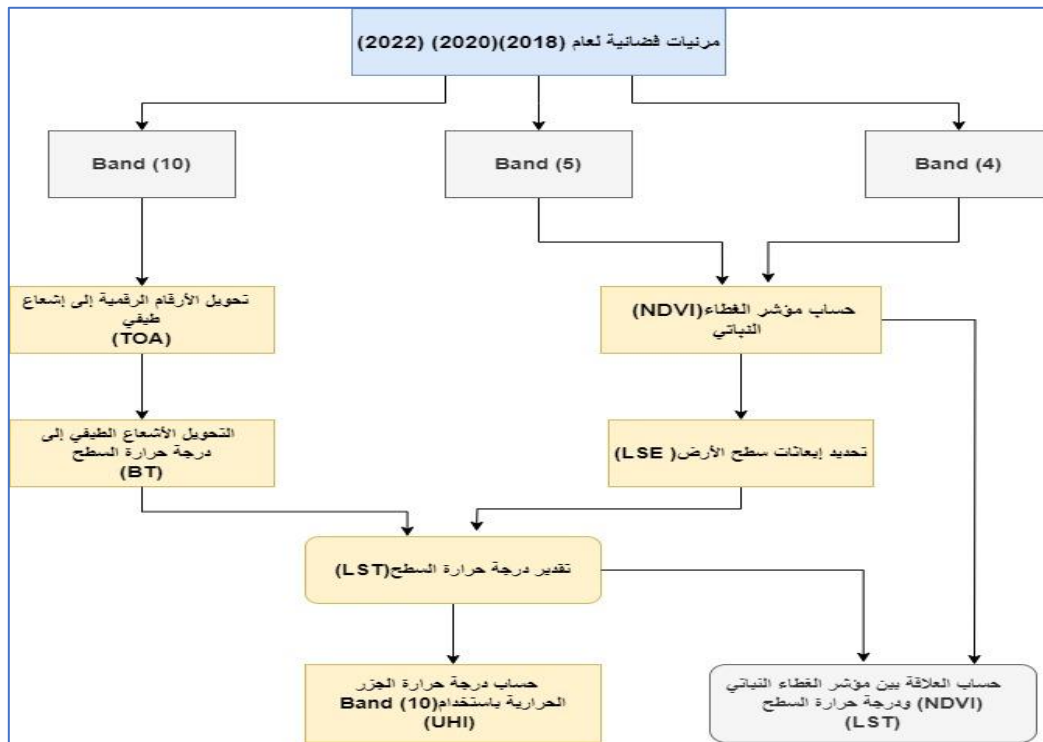 مرئيات فضائية لعام (2018)(2020) (2022)
Band (10)
Band (5)
Band (4)
تحويل الأرقام الرقمية إلى إشعاع
طيفي
(TOA)
حساب مؤشر الغطاء(NDVI)
النباتي
التحويل الأشعاع الطيفي إلى
درجة حرارة السطح
(BT)
تحديد إبعاثات سطح الأرض( LSE)
تقدير درجة حرارة السطح(LST)
حساب درجة حرارة الجزر
الحرارية باستخدام(10) Band
(UHI)
حساب العلاقة بين مؤشر الغطاء النباتي
(NDVI) ودرجة حرارة السطح
(LST)